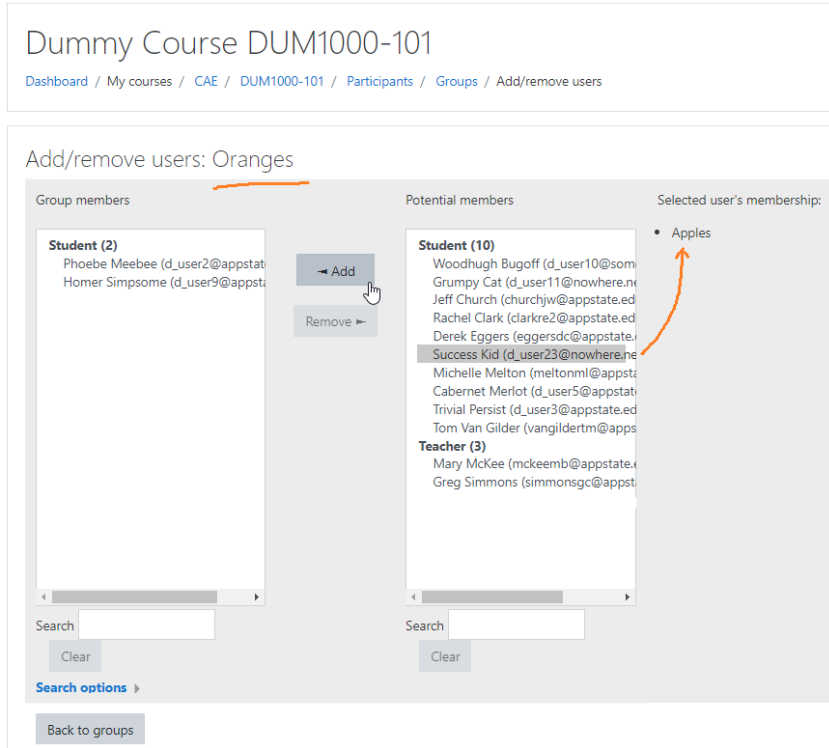 Dummy Course DUM1000-101
Dashboard / My courses / CAE / DUM1000-101 / Participants / Groups / Add/remove users
Add/remove users: Oranges
Group members
Student (2)
Phoebe Meebee (d_user2@appstat
Homer Simpsome (d_user9@appsta
Add
Remove
Search
Clear
Search options
Potential members
Student (10)
Woodhugh Bugoff (d_user10@som
Grumpy Cat (d_user11@nowhere.ne
Jeff Church (churchjw@appstate.ed
Rachel Clark (clarkre2@appstate.ed
Derek Eggers (eggersdc@appstate.
Success Kid (d_user23@nowhere.ne
Michelle Melton (meltonml@appsta
Cabernet Merlot (d_user5@appstat
Trivial Persist (d_user3@appstate.ed
Tom Van Gilder (vangildertm@apps
Teacher (3)
Mary McKee (mckeemb@appstate.e
Greg Simmons (simmonsgc@appst
Search
Clear
Selected user's membership:
Apples
Back to groups